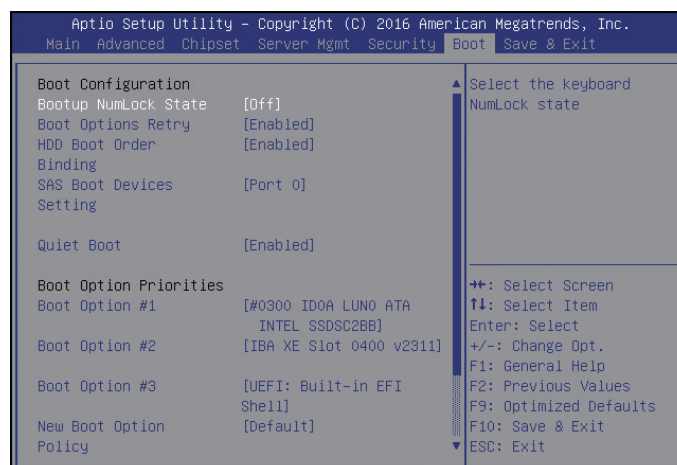 Aptio Setup Utility – Copyright (C) 2016 American Megatrends, Inc.
Main Advanced Chipset Server Mgmt Security Boot Save & Exit
Boot Configuration
Bootup NumLock State [Off]
Boot Options Retry [Enabled]
HDD Boot Order [Enabled]
Binding
SAS Boot Devices [Port 0]
Setting
Quiet Boot [Enabled]
Boot Option Priorities
Boot Option #1 [#0300 ID0A LUN0 ATA
INTEL SSDSC2BB]
Boot Option #2 [IBA XE Slot 0400 v2311]
Boot Option #3 [UEFI: Built-in EFI
Shell]
New Boot Option [Default]
Policy
Select the keyboard
NumLock state
→←: Select Screen
↑↓: Select Item
Enter: Select
+/-: Change Opt.
F1: General Help
F2: Previous Values
F9: Optimized Defaults
F10: Save & Exit
ESC: Exit